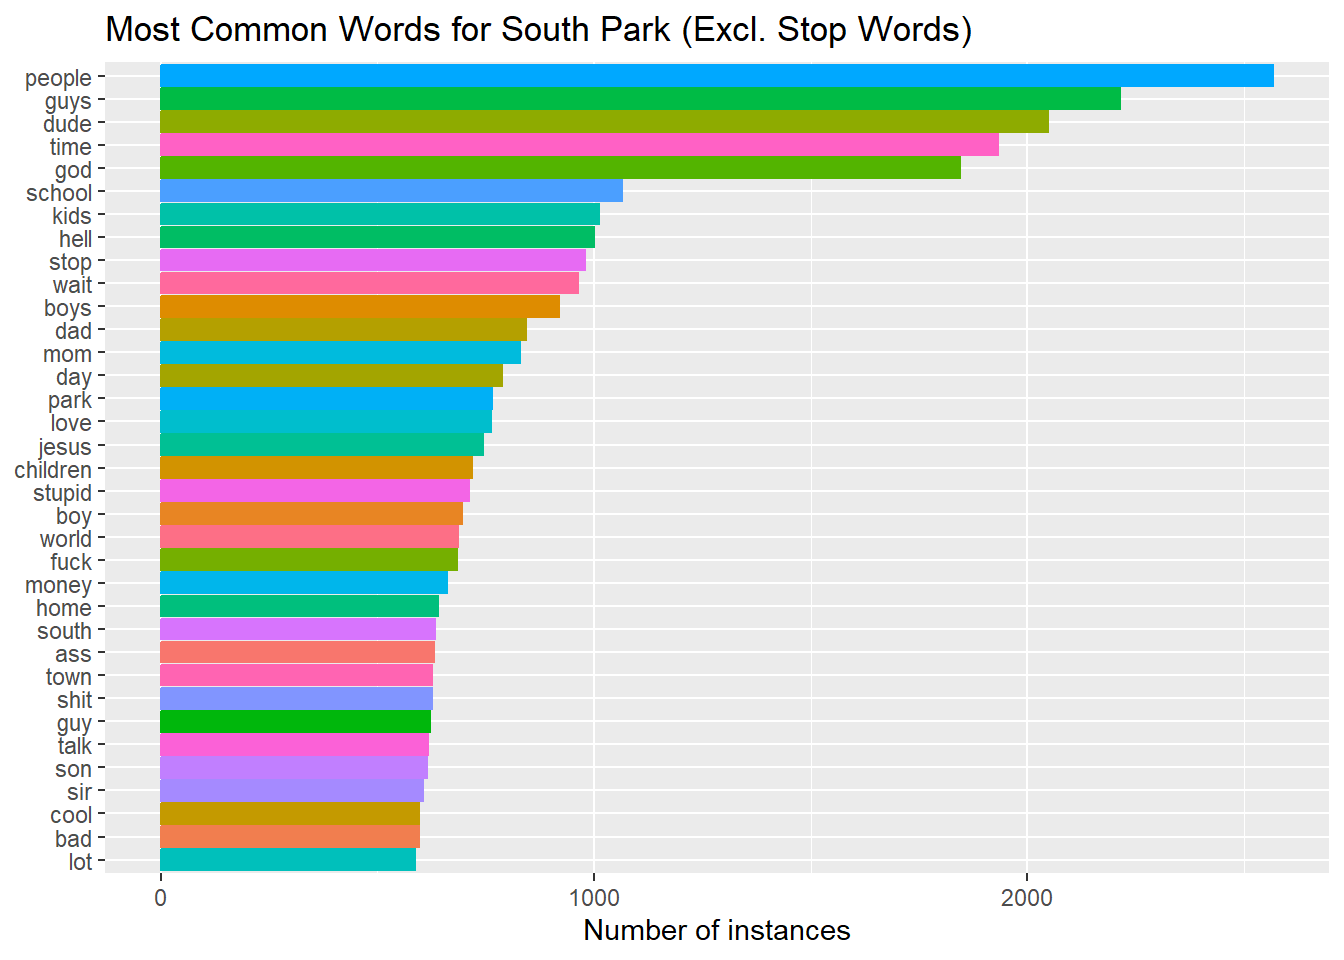 Most Common Words for South Park (Excl. Stop Words)
people
guys
dude
time
god
school
kids
hell
stop
wait
boys
dad
mom
day
park
love
jesus
children
stupid
boy
world
fuck
money
home
south
ass
town
shit
guy
talk
son
sir
cool
bad
lot
0 1000 2000
Number of instances